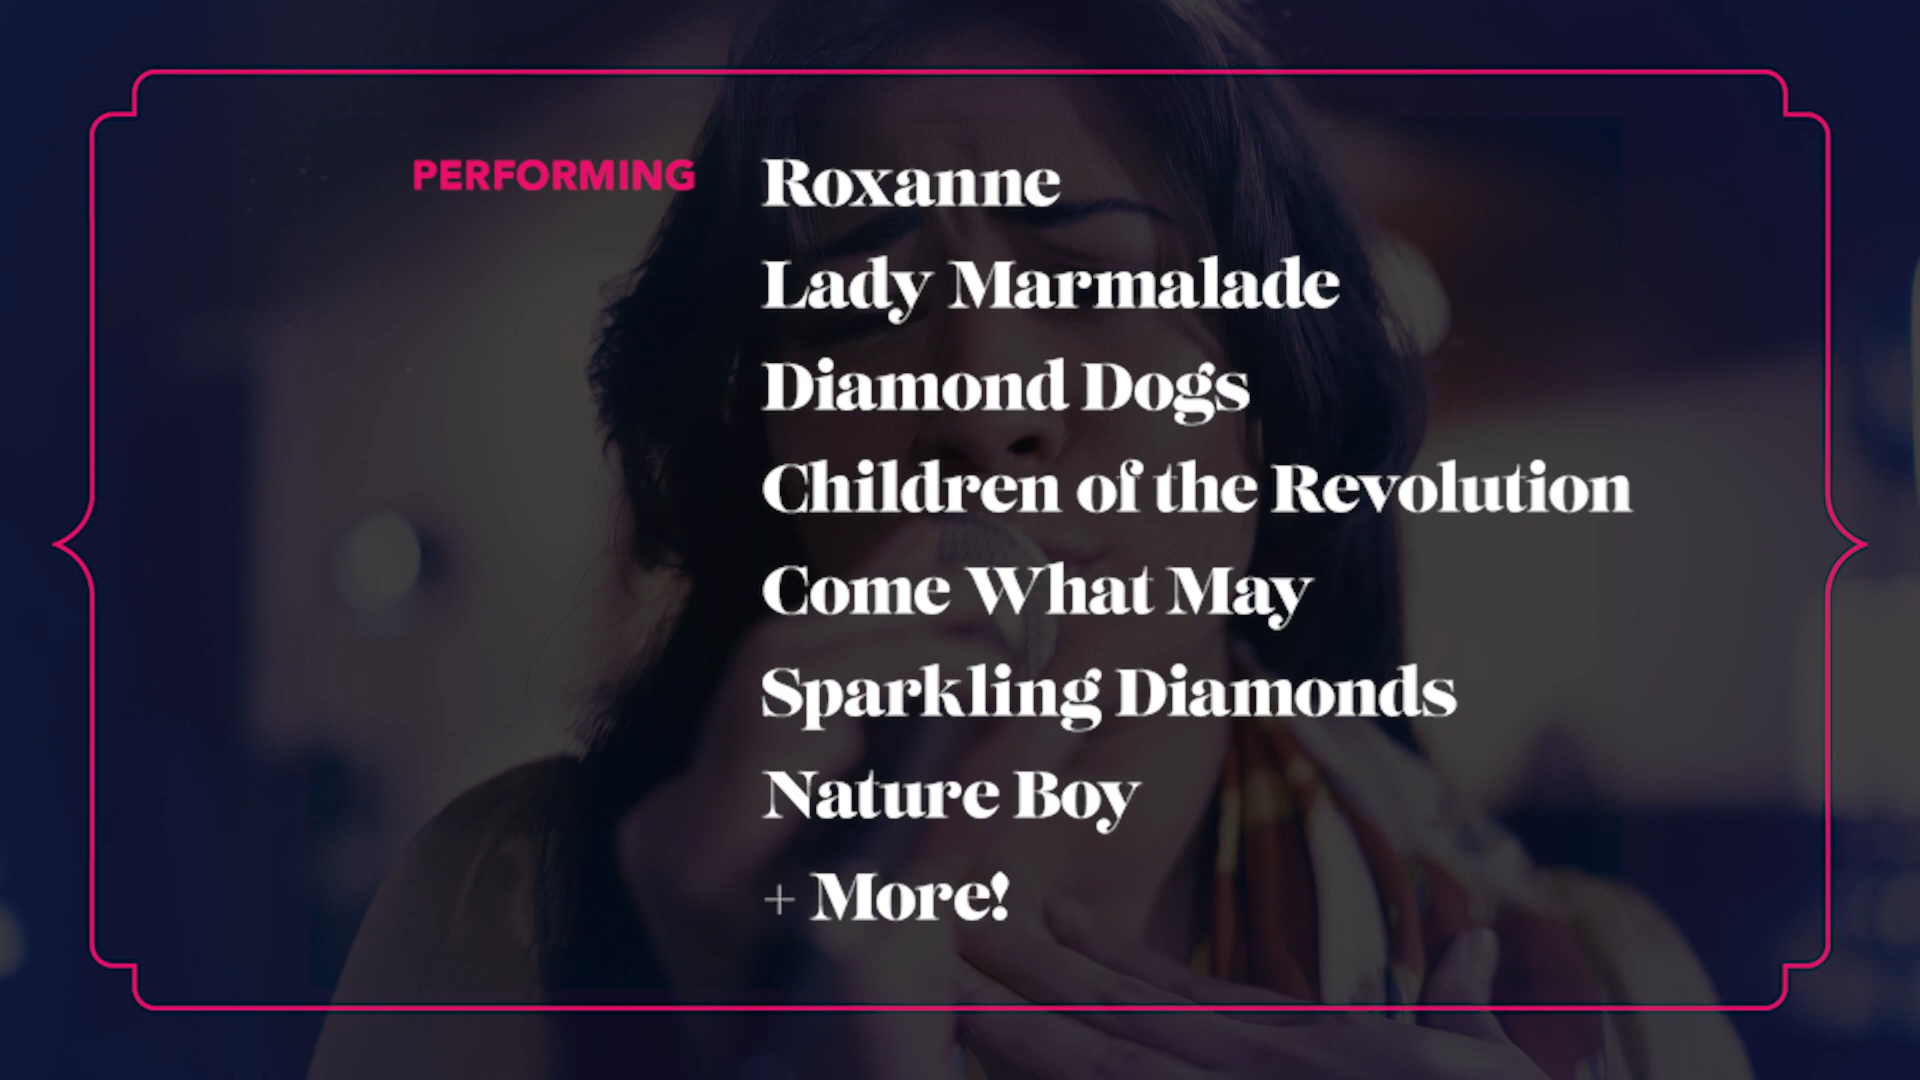 PERFORMING
Roxanne
Lady Marmalade
Diamond Dogs
Children of the Revolution
Come What May
Sparkling Diamonds
Nature Boy
+ More!